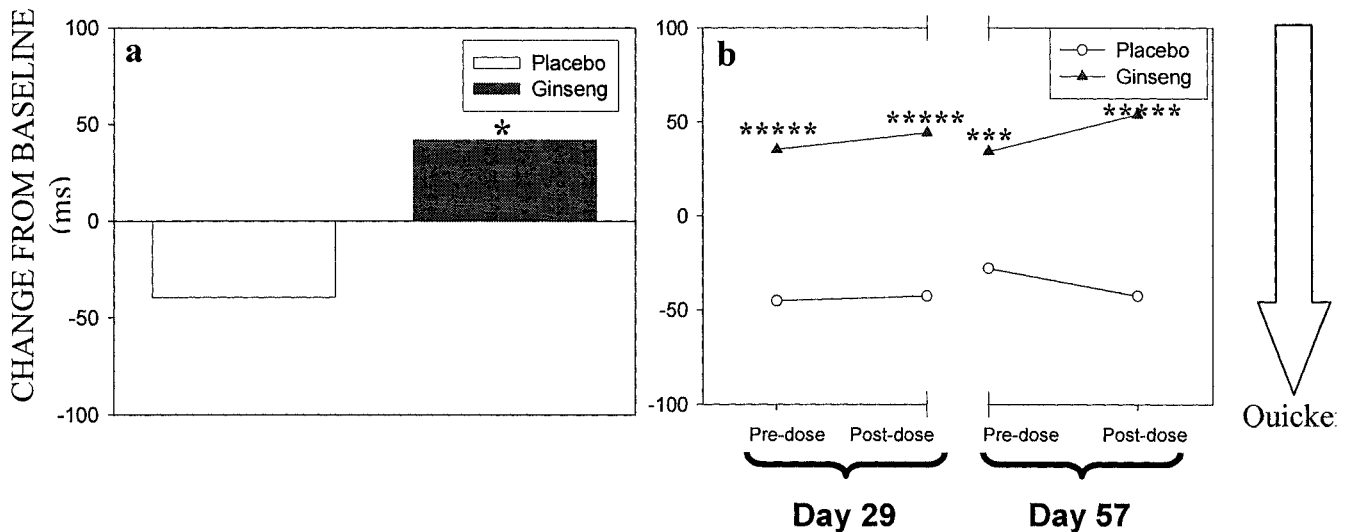 CHANGE FROM BASELINE
(ms)
a
100
50
0
-50
-100
Placebo
Ginseng
*
b
100
50
0
-50
-100
Placebo
Ginseng
*****
*****
***
*****
Pre-dose Post-dose Pre-dose Post-dose
Day 29 Day 57
Ouicke